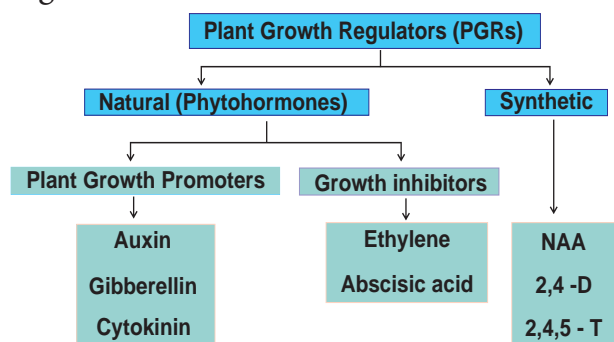 Plant Growth Regulators (PGRs)
Natural (Phytohormones)
Synthetic
Plant Growth Promoters
Growth inhibitors
Auxin
Gibberellin
Cytokinin
Ethylene
Abscisic acid
NAA
2,4 -D
2,4,5 - T